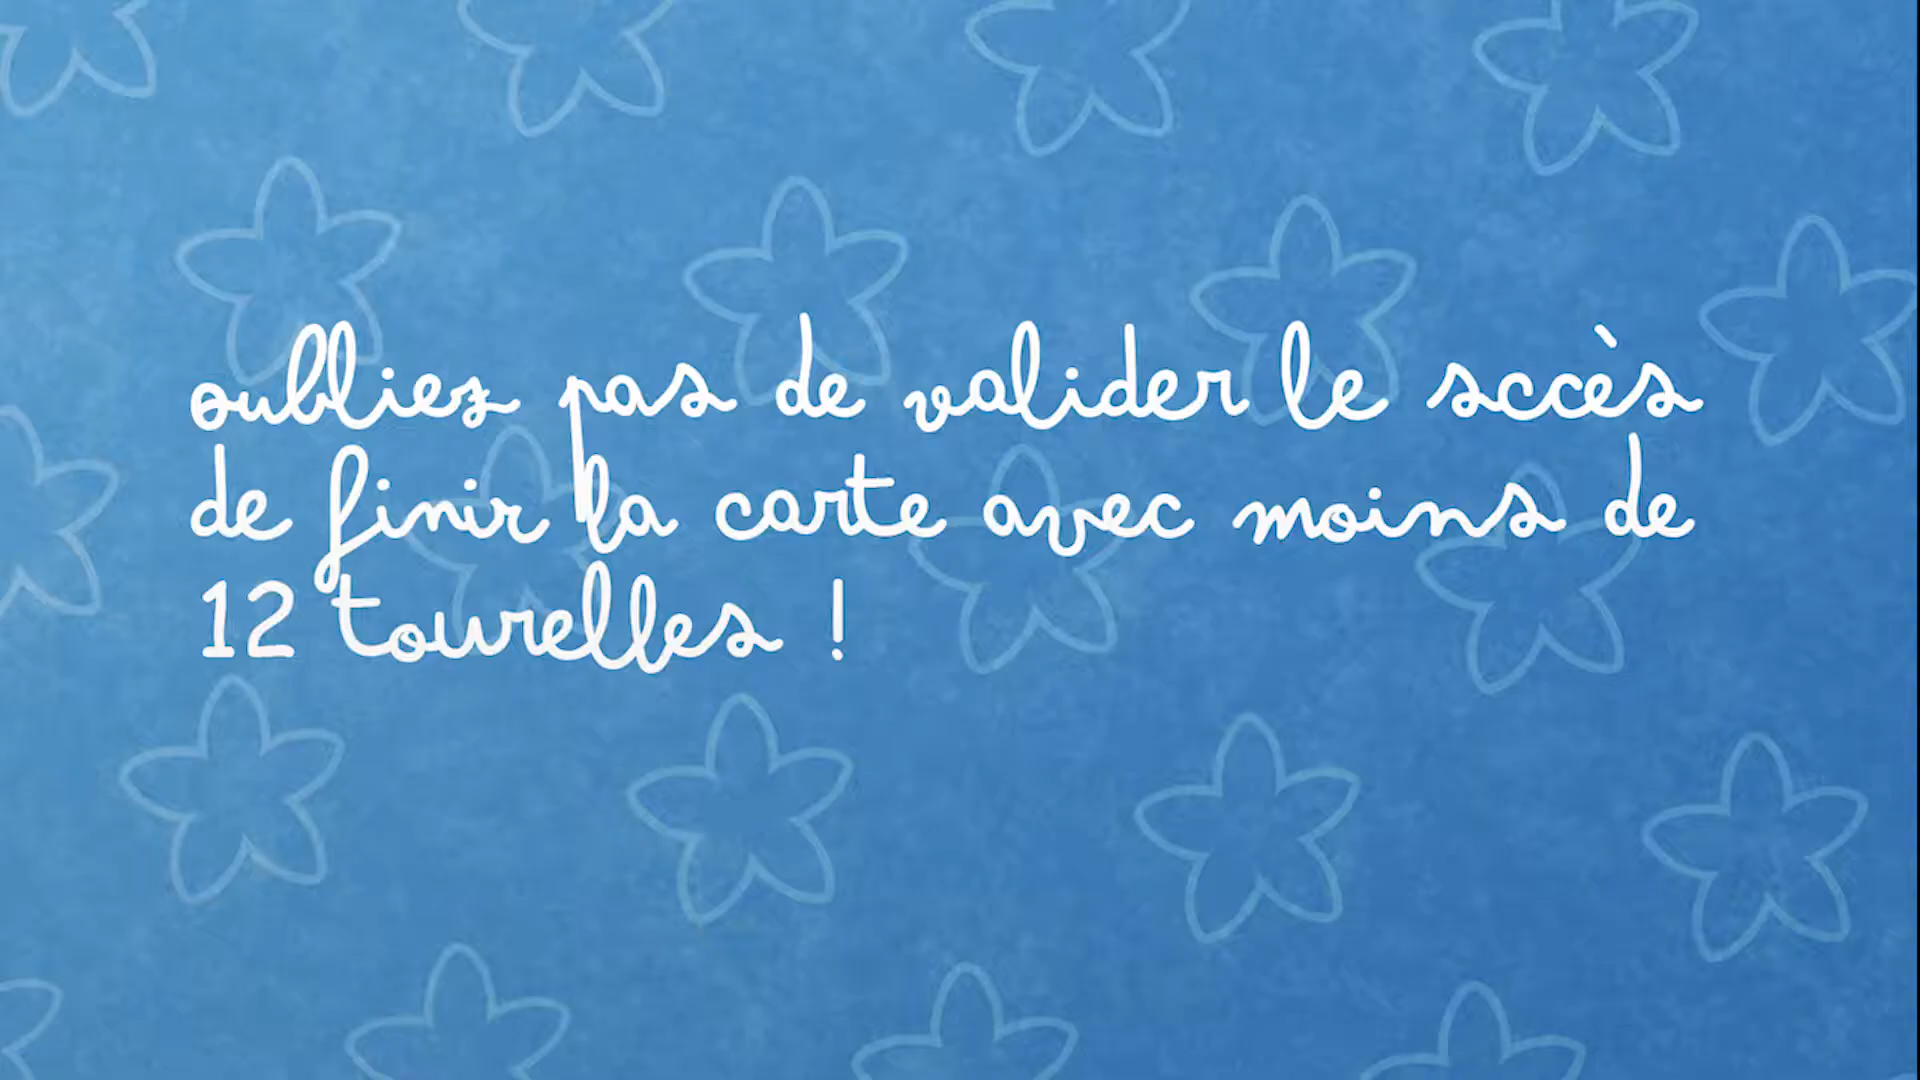 oubliez pas de valider le sccès
de finir la carte avec moins de
12 tourelles !